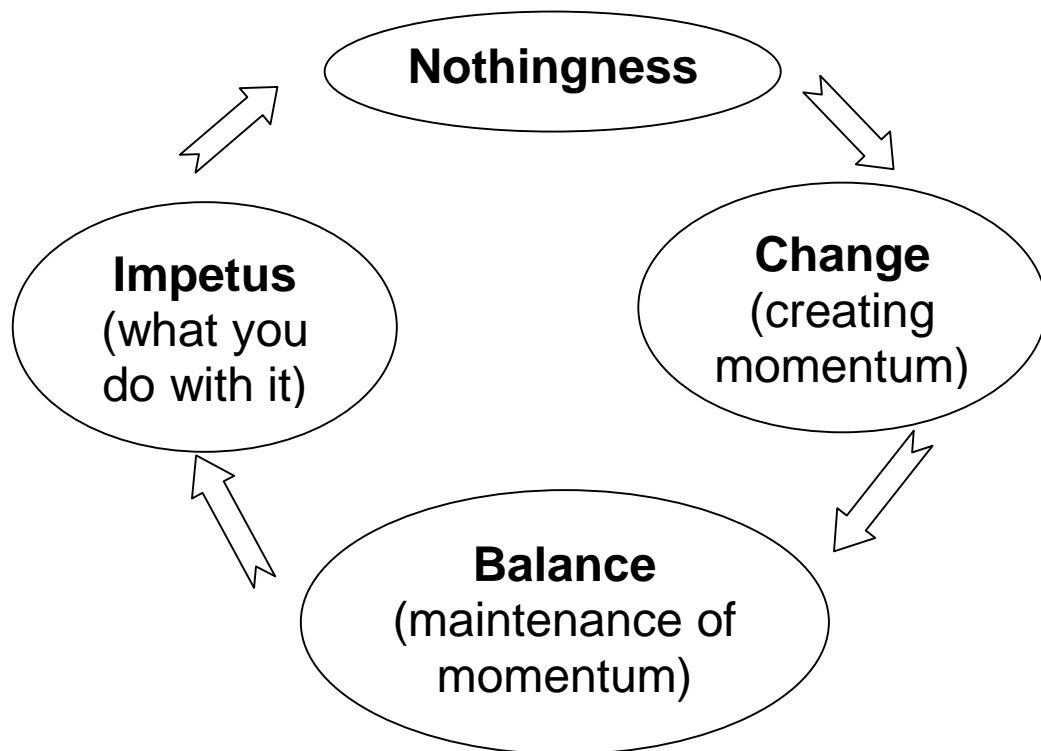 Nothingness
Change
(creating
momentum)
Balance
(maintenance of
momentum)
Impetus
(what you
do with it)